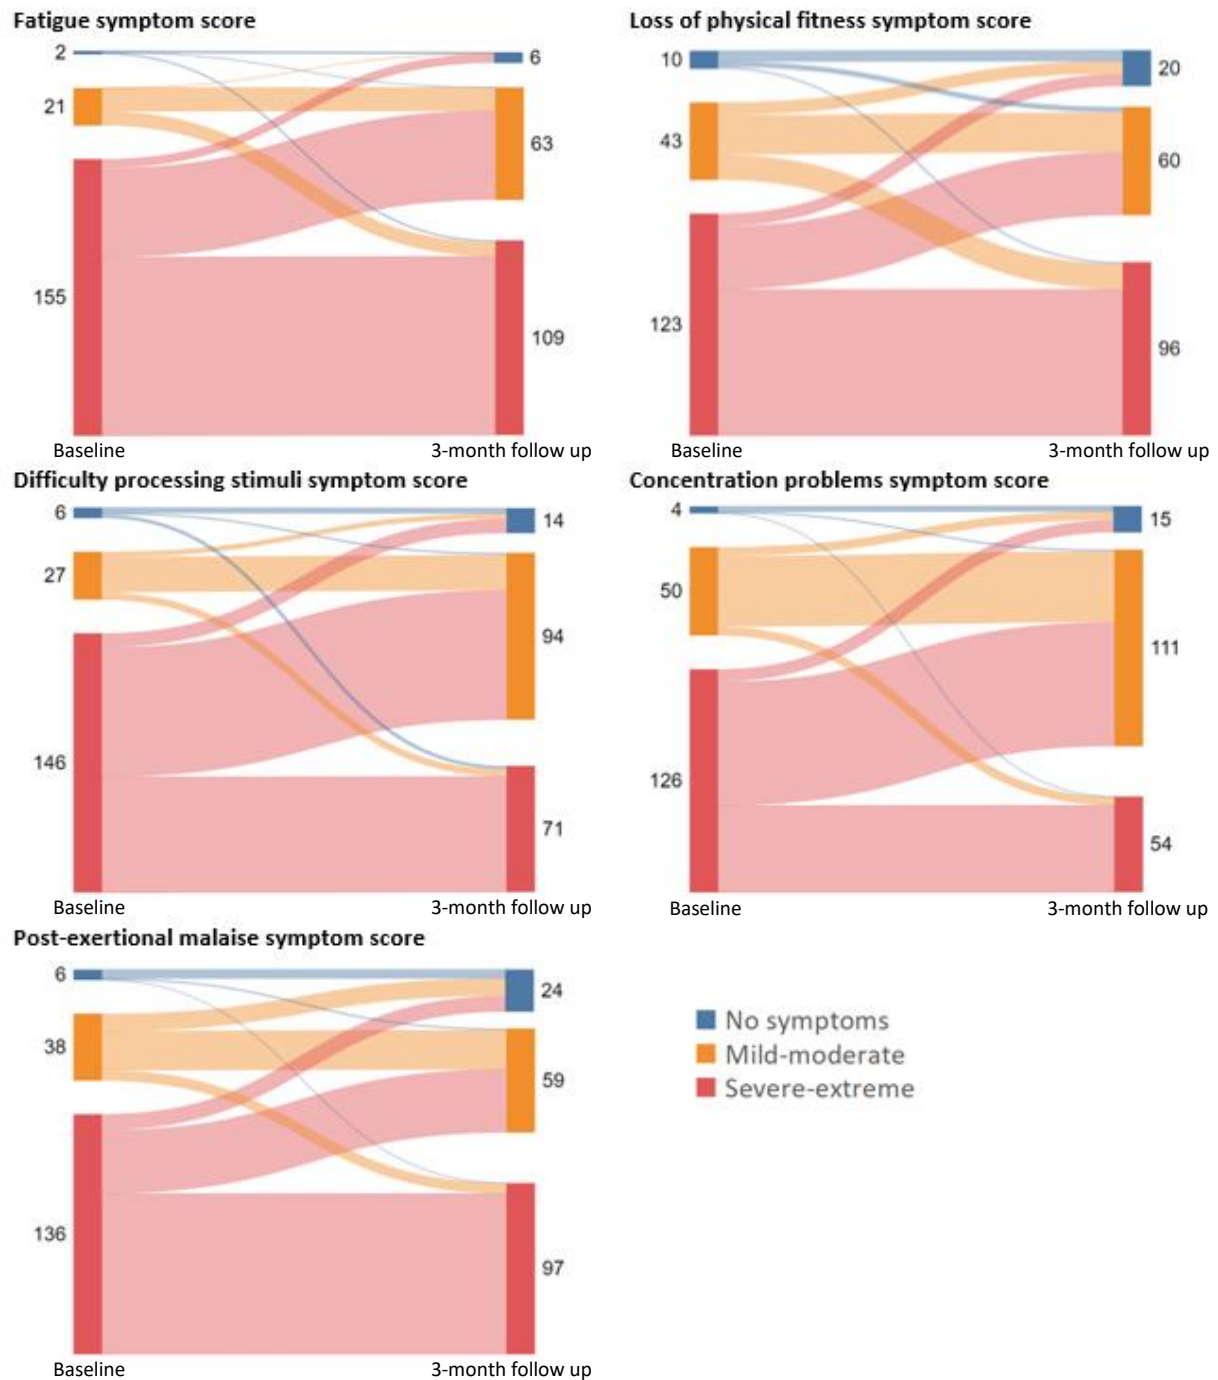 Fatigue symptom score
2
6
21
63
155
109
Baseline
3-month follow up
Loss of physical fitness symptom score
10
20
43
60
123
96
Baseline
3-month follow up
Difficulty processing stimuli symptom score
6
14
27
94
146
71
Baseline
3-month follow up
Concentration problems symptom score
4
15
50
111
126
54
Baseline
3-month follow up
Post-exertional malaise symptom score
6
24
38
59
136
97
Baseline
3-month follow up
No symptoms
Mild-moderate
Severe-extreme